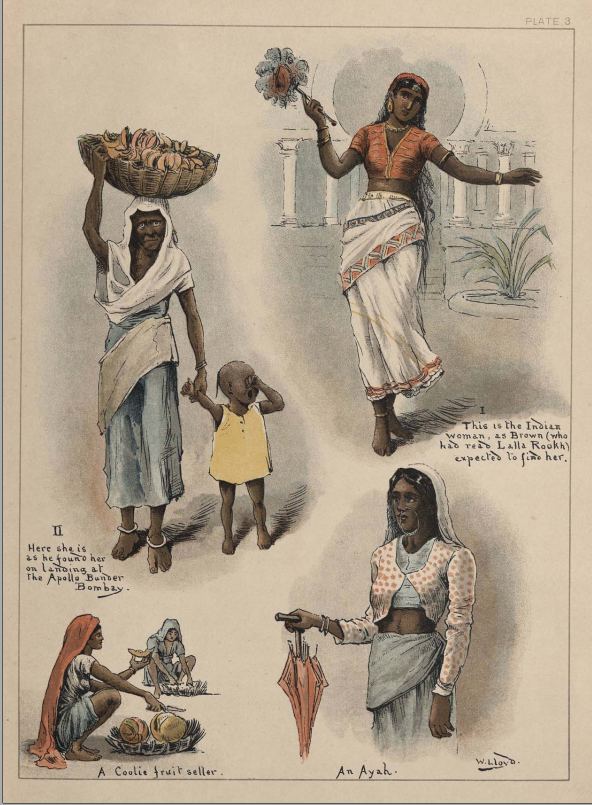 PLATE. 3
I
This is the Indian
woman, as Brown (who
had read Lalla Rookh)
expected to find her.
II
Here she is
as he found her
on landing at
the Apollo Bunder
Bombay.
A Coolie fruit seller.
An Ayah.
W. Lloyd.